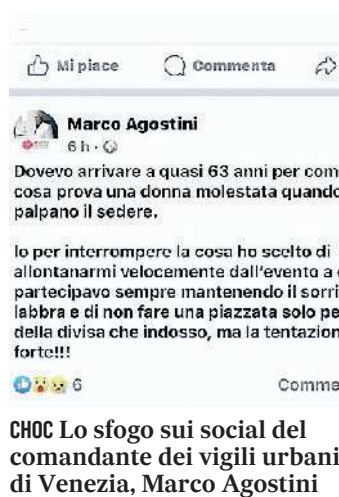 Mi piace Commenta
Marco Agostini
6 h ·
Dovevo arrivare a quasi 63 anni per com
cosa prova una donna molestata quando
palpano il sedere.
Io per interrompere la cosa ho scelto di
allontanarmi velocemente dall'evento a
partecipavo sempre mantenendo il sorri
labbra e di non fare una piazzata solo pe
della divisa che indosso, ma la tentazion
forte!!!
6 Comme
CHOC Lo sfogo sui social del
comandante dei vigili urbani
di Venezia, Marco Agostini